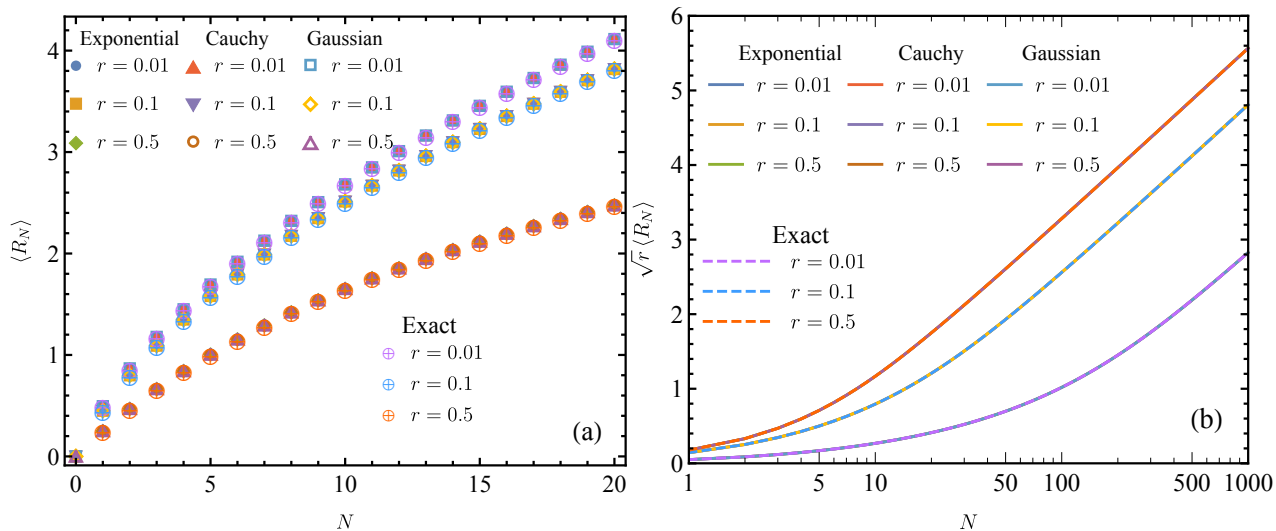 Exponential Cauchy Gaussian
r = 0.01 r = 0.01 r = 0.01
r = 0.1 r = 0.1 r = 0.1
r = 0.5 r = 0.5 r = 0.5
Exact
r = 0.01
r = 0.1
r = 0.5
(a)
⟨R_N⟩
4
3
2
1
0
0 5 10 15 20
N
Exponential Cauchy Gaussian
r = 0.01 r = 0.01 r = 0.01
r = 0.1 r = 0.1 r = 0.1
r = 0.5 r = 0.5 r = 0.5
Exact
r = 0.01
r = 0.1
r = 0.5
(b)
√r ⟨R_N⟩
6
5
4
3
2
1
0
1 5 10 50 100 500 1000
N